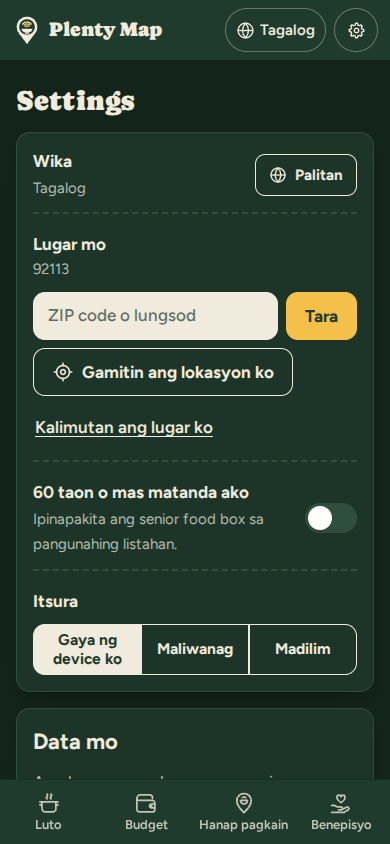 Plenty Map
Tagalog
Settings
Wika
Tagalog
Palitan
Lugar mo
92113
ZIP code o lungsod
Tara
Gamitin ang lokasyon ko
Kalimutan ang lugar ko
60 taon o mas matanda ako
Ipinapakita ang senior food box sa
pangunahing listahan.
Itsura
Gaya ng
device ko
Maliwanag
Madilim
Data mo
Luto
Budget
Hanap pagkain
Benepisyo